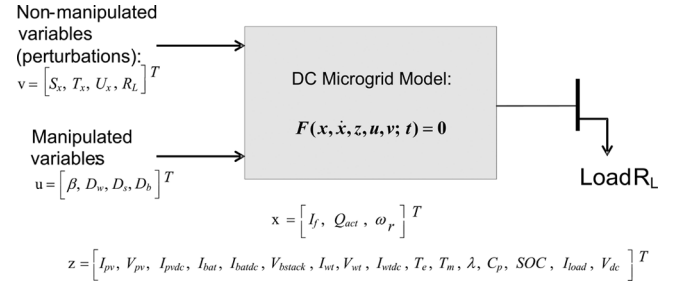 Non-manipulated
variables
(perturbations):
v = [S_x, T_x, U_x, R_L]^T
DC Microgrid Model:
F(x, ẋ, z, u, v; t) = 0
Manipulated
variables
u = [β, D_w, D_s, D_b]^T
Load R_L
x = [I_f, Q_act, ω_r]^T
z = [I_pv, V_pv, I_pvdc, I_bat, I_batdc, V_bstack, I_wt, V_wt, I_wtdc, T_e, T_m, λ, C_p, SOC, I_load, V_dc]^T